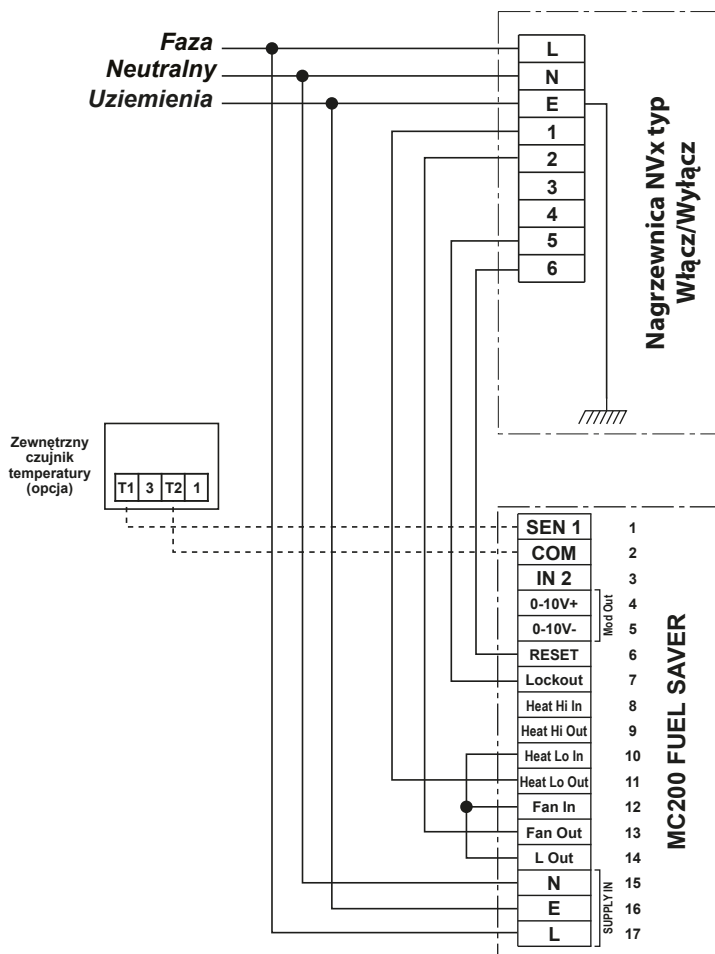 Faza
Neutralny
Uziemienia
L
N
E
1
2
3
4
5
6
Nagrzewnica NVx typ
Włącz/Wyłącz
Zewnętrzny
czujnik
temperatury
(opcja)
T1 3 T2 1
SEN 1 1
COM 2
IN 2 3
0-10V+ 4
0-10V- 5
Mod Out
RESET 6
Lockout 7
Heat Hi In 8
Heat Hi Out 9
Heat Lo In 10
Heat Lo Out 11
Fan In 12
Fan Out 13
L Out 14
N 15
E 16
L 17
SUPPLY IN
MC200 FUEL SAVER